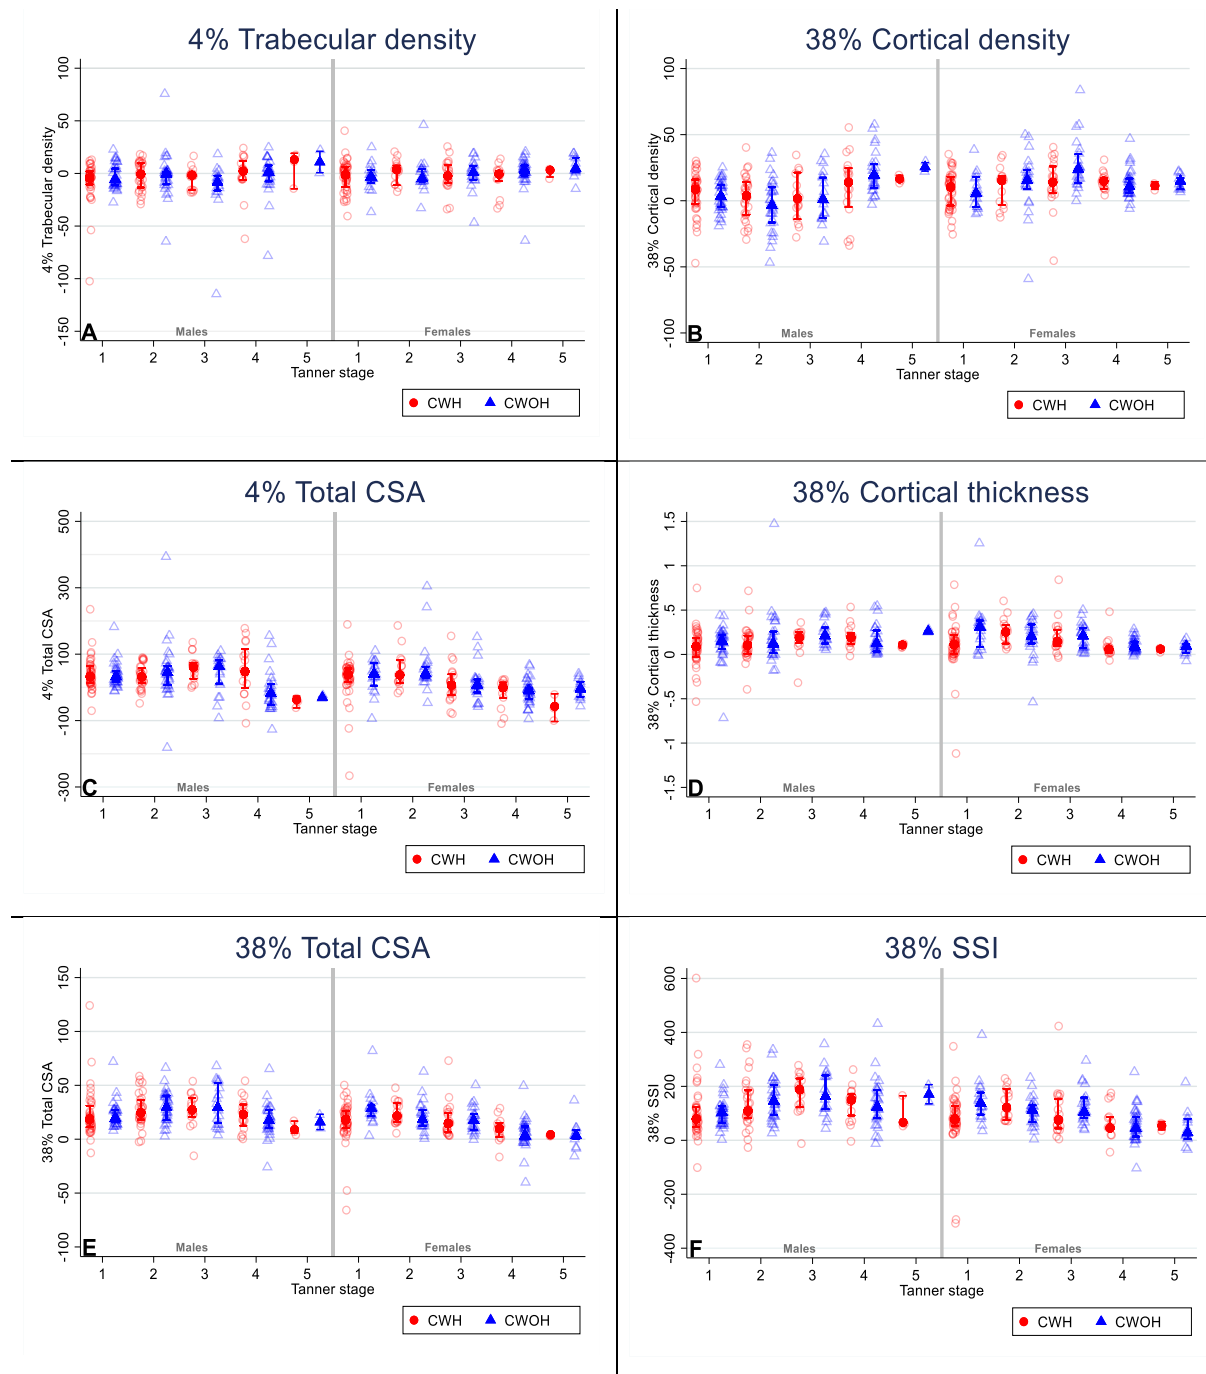 4% Trabecular density
4% Trabecular density
100
50
0
-50
-100
-150
A
Males
Females
1 2 3 4 5 1 2 3 4 5
Tanner stage
CWH CWOH
38% Cortical density
38% Cortical density
100
50
0
-50
-100
B
Males
Females
1 2 3 4 5 1 2 3 4 5
Tanner stage
CWH CWOH
4% Total CSA
4% Total CSA
500
300
100
-100
-300
C
Males
Females
1 2 3 4 5 1 2 3 4 5
Tanner stage
CWH CWOH
38% Cortical thickness
38% Cortical thickness
1.5
1
.5
0
-.5
-1
-1.5
D
Males
Females
1 2 3 4 5 1 2 3 4 5
Tanner stage
CWH CWOH
38% Total CSA
38% Total CSA
150
100
50
0
-50
-100
E
Males
Females
1 2 3 4 5 1 2 3 4 5
Tanner stage
CWH CWOH
38% SSI
38% SSI
600
400
200
0
-200
-400
F
Males
Females
1 2 3 4 5 1 2 3 4 5
Tanner stage
CWH CWOH